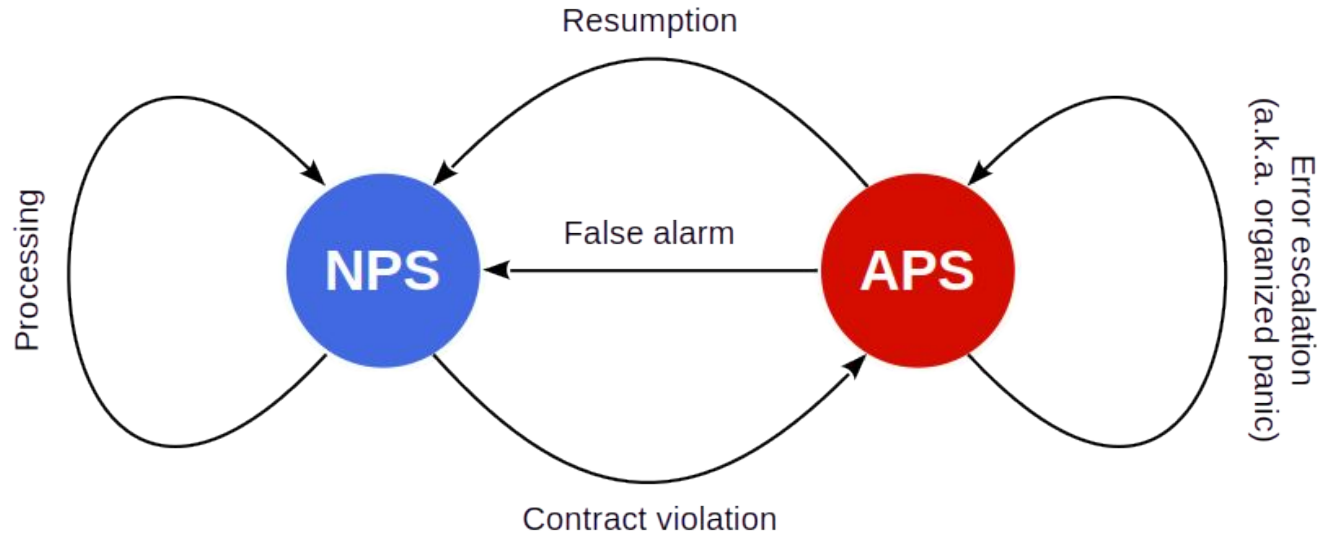 Resumption
Processing
NPS
False alarm
APS
Error escalation
(a.k.a. organized panic)
Contract violation